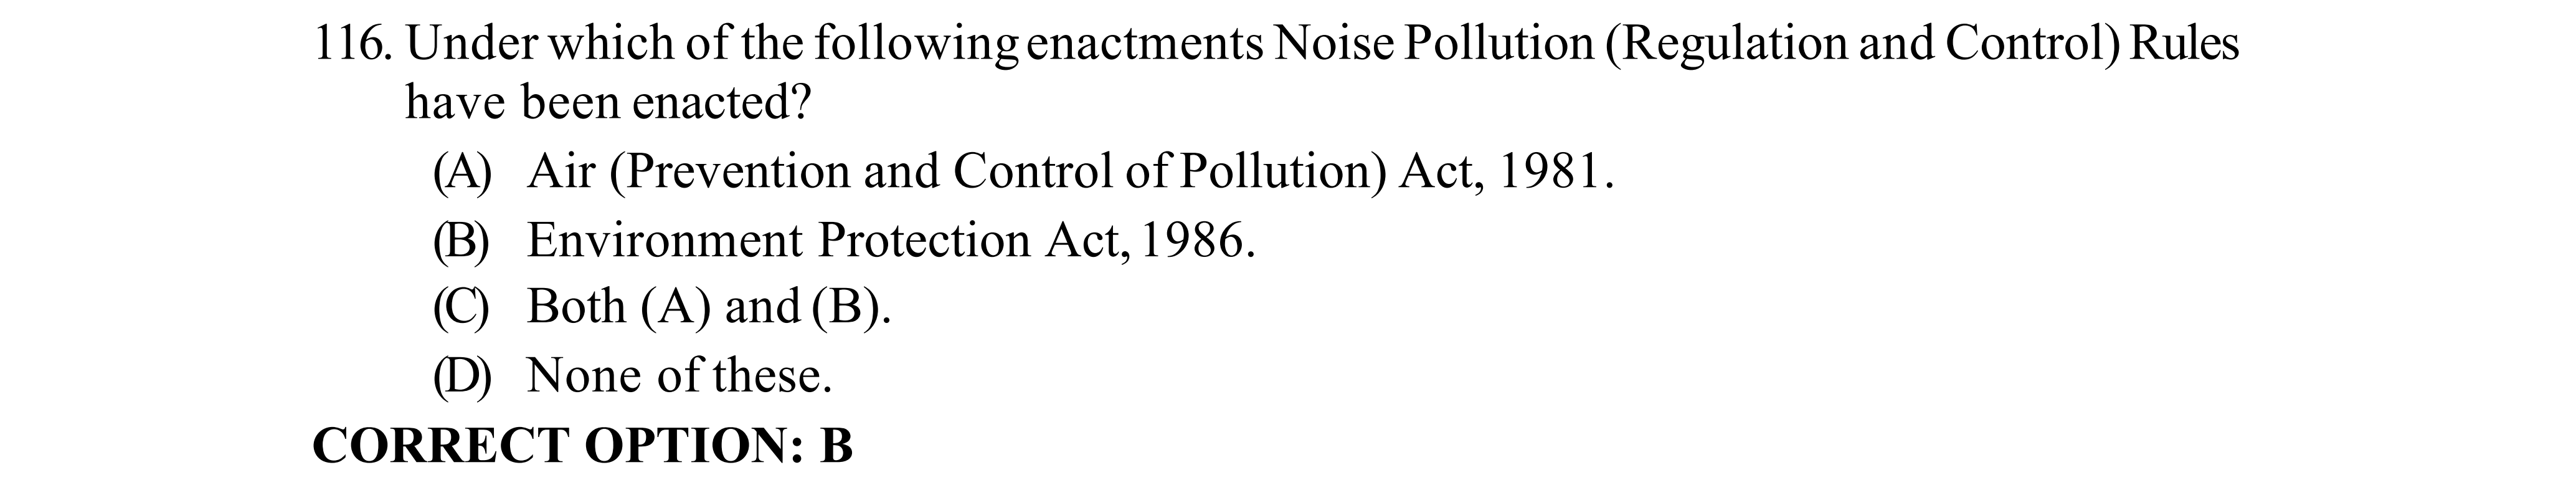 116. Under which of the following enactments Noise Pollution (Regulation and Control) Rules
have been enacted?
(A) Air (Prevention and Control of Pollution) Act, 1981.
(B) Environment Protection Act, 1986.
(C) Both (A) and (B).
(D) None of these.
CORRECT OPTION: B